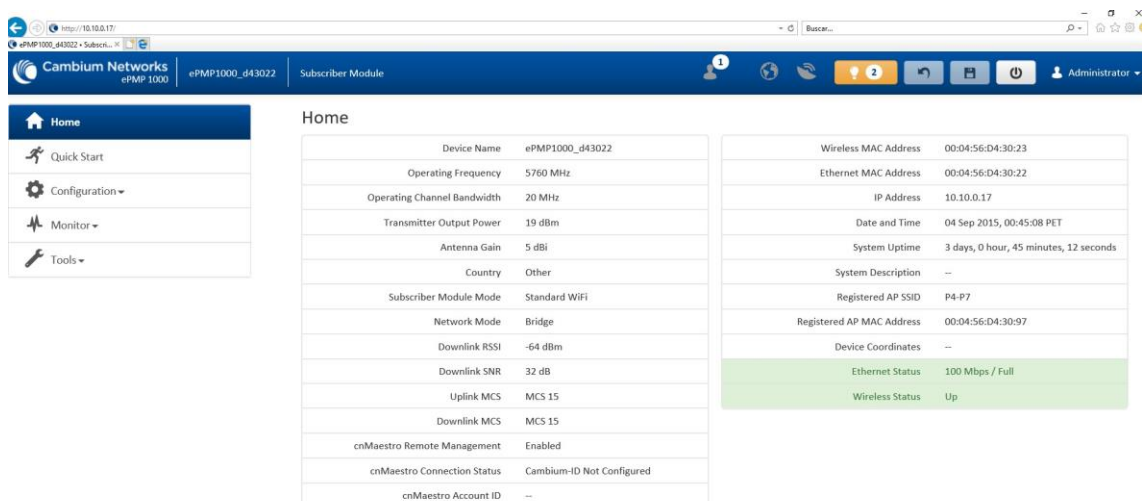 http://10.10.0.17/
Buscar...
ePMP1000_d43022 • Subscri...
Cambium Networks
ePMP 1000
ePMP1000_d43022
Subscriber Module
1
2
Administrator
Home
Quick Start
Configuration
Monitor
Tools
Home
Device Name ePMP1000_d43022
Operating Frequency 5760 MHz
Operating Channel Bandwidth 20 MHz
Transmitter Output Power 19 dBm
Antenna Gain 5 dBi
Country Other
Subscriber Module Mode Standard WiFi
Network Mode Bridge
Downlink RSSI -64 dBm
Downlink SNR 32 dB
Uplink MCS MCS 15
Downlink MCS MCS 15
cnMaestro Remote Management Enabled
cnMaestro Connection Status Cambium-ID Not Configured
cnMaestro Account ID --
Wireless MAC Address 00:04:56:D4:30:23
Ethernet MAC Address 00:04:56:D4:30:22
IP Address 10.10.0.17
Date and Time 04 Sep 2015, 00:45:08 PET
System Uptime 3 days, 0 hour, 45 minutes, 12 seconds
System Description --
Registered AP SSID P4-P7
Registered AP MAC Address 00:04:56:D4:30:97
Device Coordinates --
Ethernet Status 100 Mbps / Full
Wireless Status Up